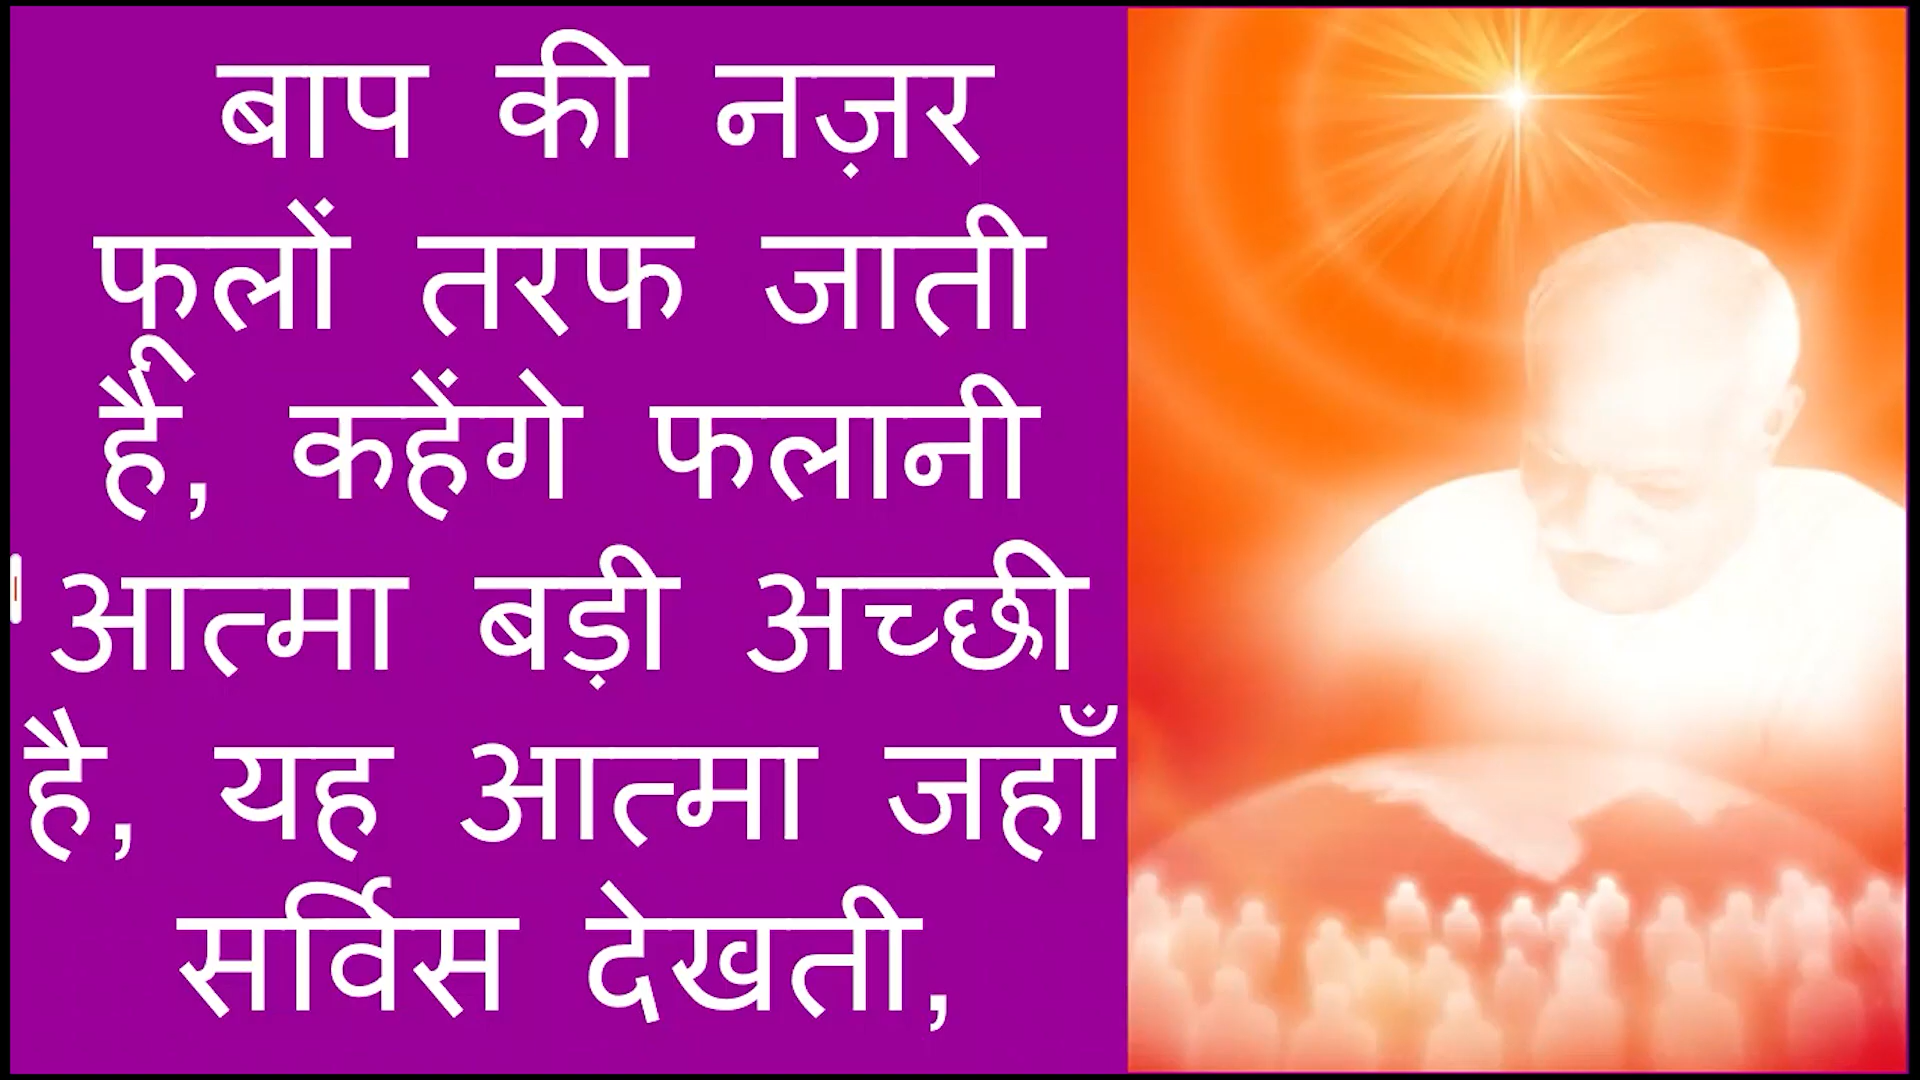 बाप की नज़र
फूलों तरफ जाती
है, कहेंगे फलानी
आत्मा बड़ी अच्छी
है, यह आत्मा जहाँ
सर्विस देखती,